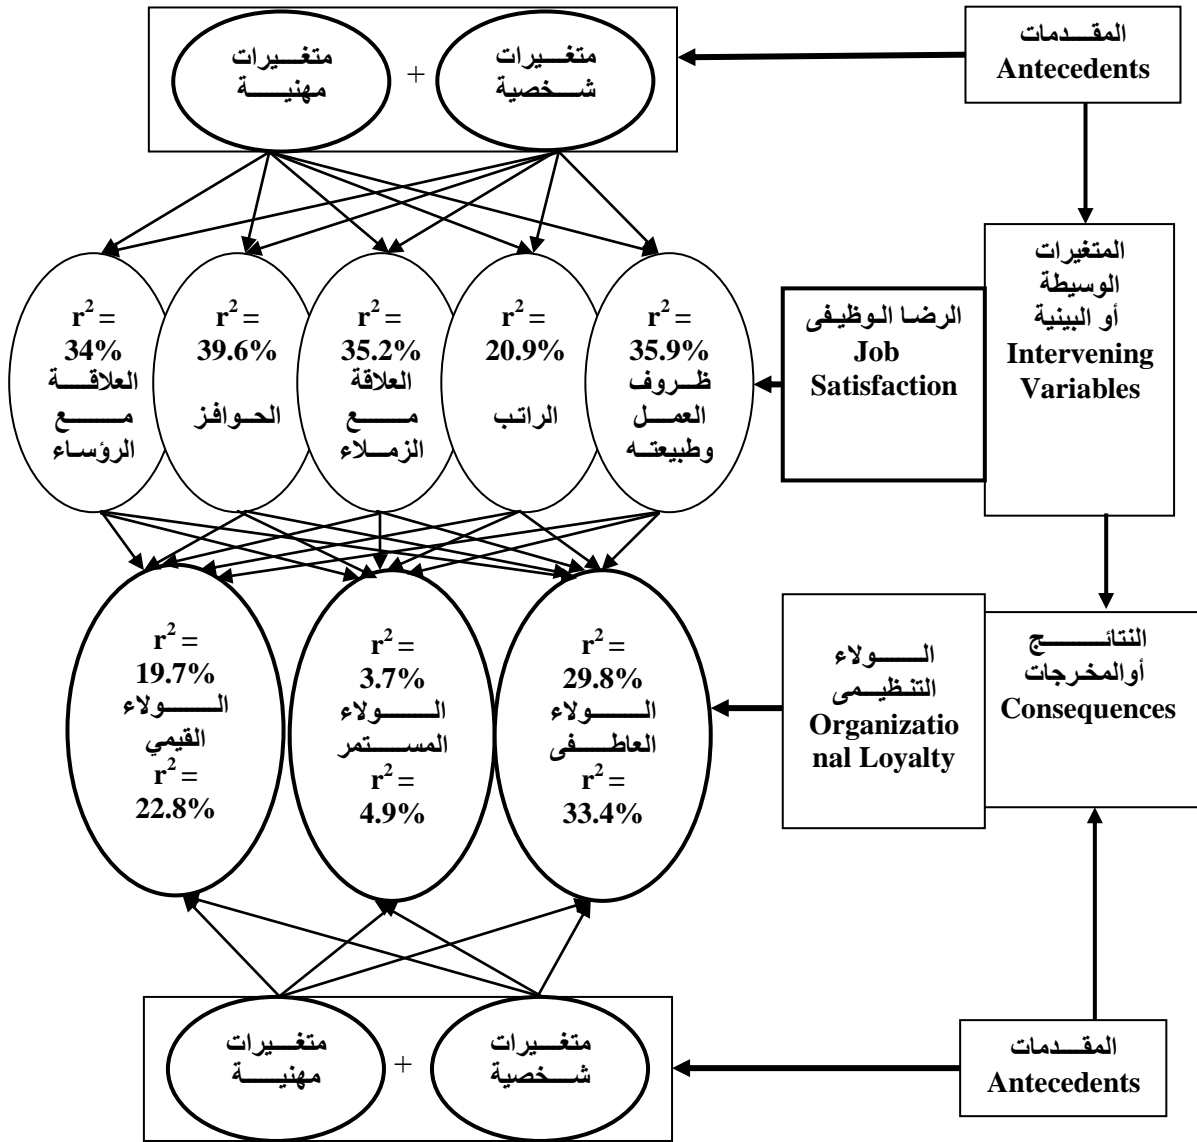 المقدمات
Antecedents
متغيرات
شخصية
+
متغيرات
مهنية
المتغيرات
الوسيطة
أو البينية
Intervening
Variables
الرضا الوظيفى
Job
Satisfaction
r² =
35.9%
ظروف
العمل
وطبيعته
r² =
20.9%
الراتب
r² =
35.2%
العلاقة
مع
الزملاء
r² =
39.6%
الحوافز
r² =
34%
العلاقة
مع
الرؤساء
النتائج
أوالمخرجات
Consequences
الولاء
التنظيمى
Organizatio
nal Loyalty
r² =
29.8%
الولاء
العاطفى
r² =
33.4%
r² =
3.7%
الولاء
المستمر
r² =
4.9%
r² =
19.7%
الولاء
القيمي
r² =
22.8%
المقدمات
Antecedents
متغيرات
شخصية
+
متغيرات
مهنية